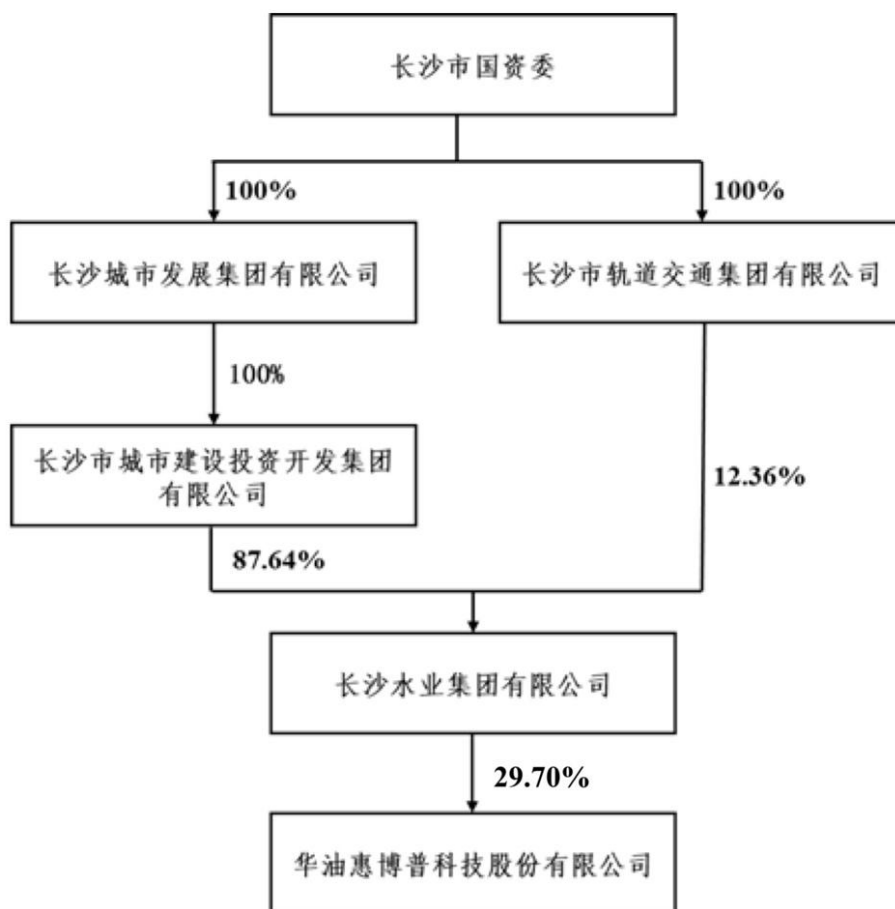 长沙市国资委
100%
100%
长沙城市发展集团有限公司
长沙市轨道交通集团有限公司
100%
长沙市城市建设投资开发集团
有限公司
12.36%
87.64%
长沙水业集团有限公司
29.70%
华油惠博普科技股份有限公司